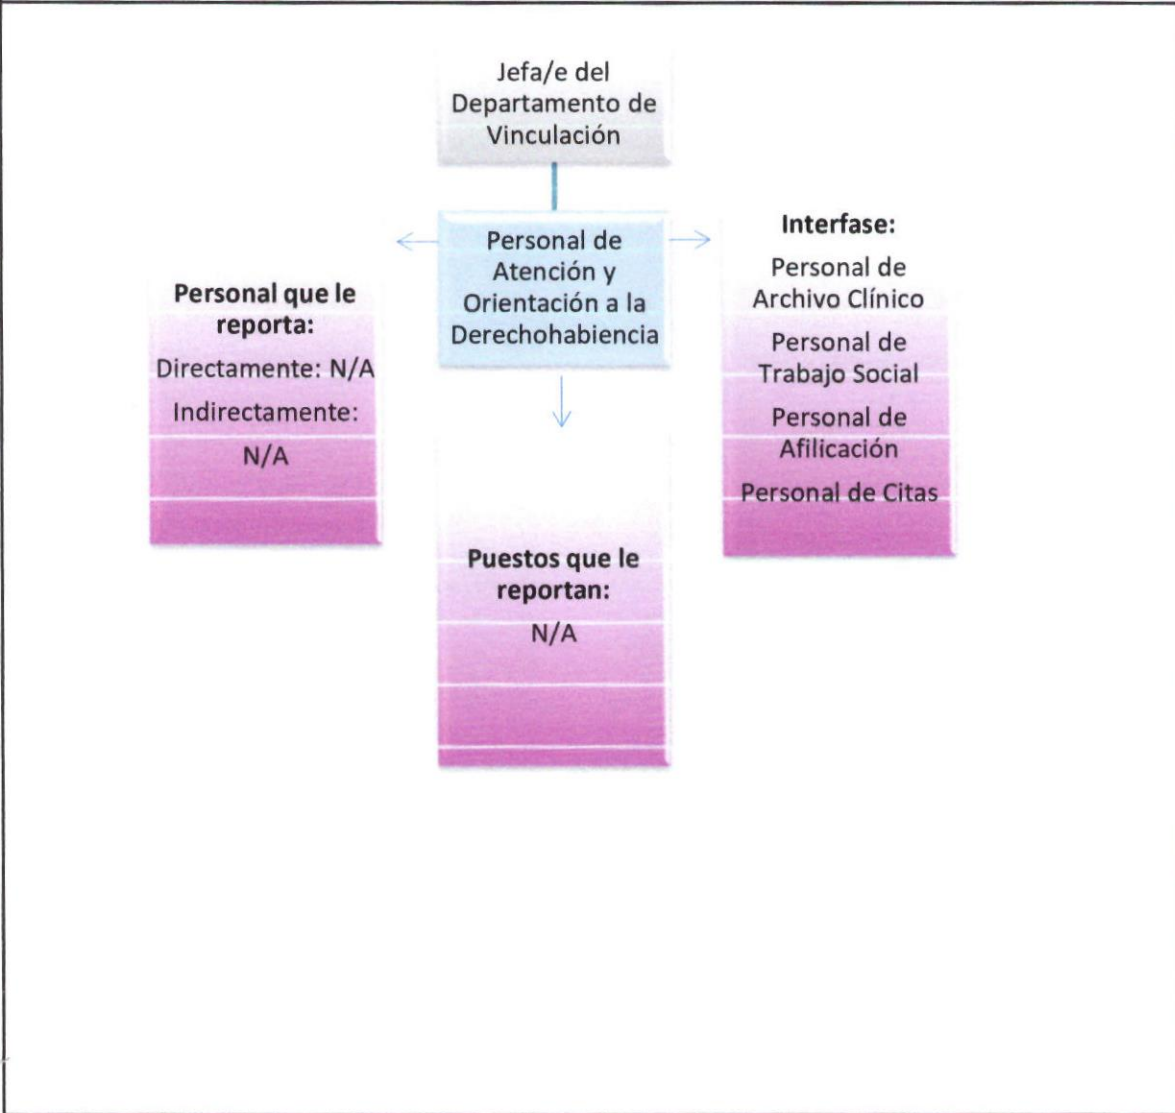 Jefa/e del
Departamento de
Vinculación
Personal de
Atención y
Orientación a la
Derechohabiencia
Personal que le
reporta:
Directamente: N/A
Indirectamente:
N/A
Puestos que le
reportan:
N/A
Interfase:
Personal de
Archivo Clínico
Personal de
Trabajo Social
Personal de
Afilicación
Personal de Citas